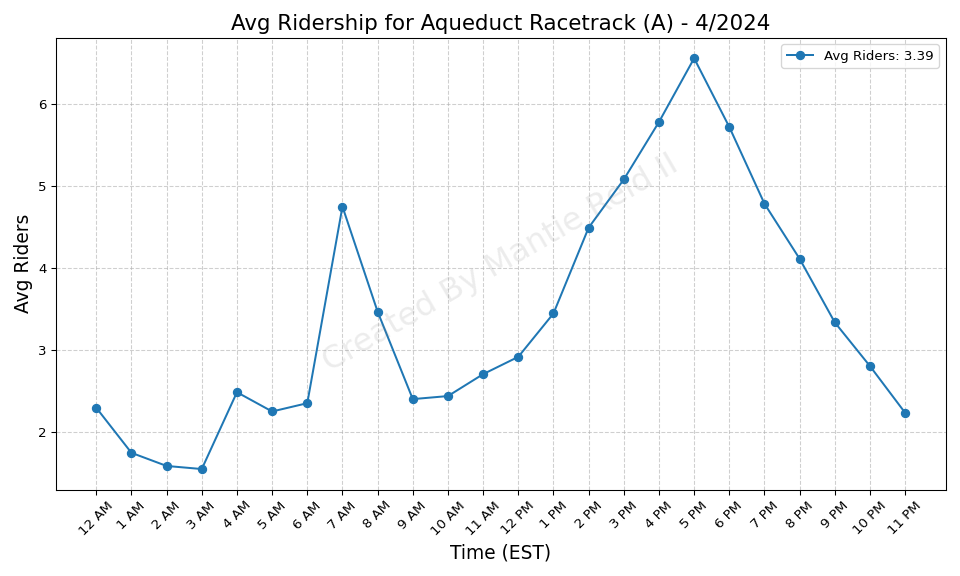 Avg Ridership for Aqueduct Racetrack (A) - 4/2024
Avg Riders: 3.39
6
5
4
3
2
Avg Riders
Created By Mantie Reid II
12 AM
1 AM
2 AM
3 AM
4 AM
5 AM
6 AM
7 AM
8 AM
9 AM
10 AM
11 AM
12 PM
1 PM
2 PM
3 PM
4 PM
5 PM
6 PM
7 PM
8 PM
9 PM
10 PM
11 PM
Time (EST)